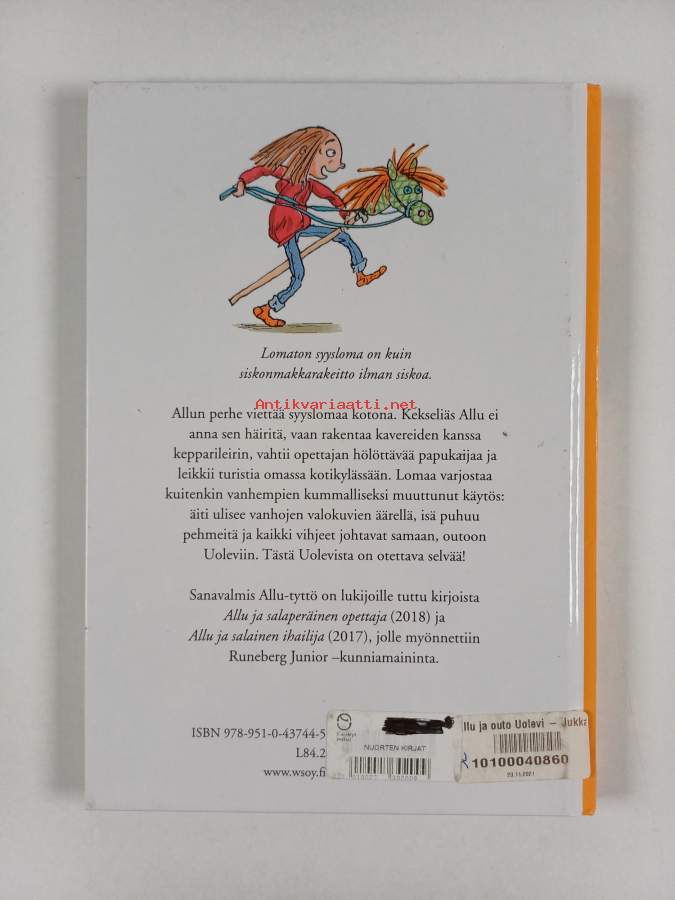 Lomaton syysloma on kuin
siskonmakkarakeitto ilman siskoa.
Antikvariaatti.net
Allun perhe viettää syyslomaa kotona. Kekseliäs Allu ei
anna sen häiritä, vaan rakentaa kavereiden kanssa
kepparileirin, vahtii opettajan hölöttävää papukaijaa ja
leikkii turistia omassa kotikylässään. Lomaa varjostaa
kuitenkin vanhempien kummalliseksi muuttunut käytös:
äiti ulisee vanhojen valokuvien äärellä, isä puhuu
pehmeitä ja kaikki vihjeet johtavat samaan, outoon
Uoleviin. Tästä Uolevista on otettava selvää!
Sanavalmis Allu-tyttö on lukijoille tuttu kirjoista
Allu ja salaperäinen opettaja (2018) ja
Allu ja salainen ihailija (2017), jolle myönnettiin
Runeberg Junior –kunniamaininta.
ISBN 978-951-0-43744-5
L84.2
www.wsoy.fi
NUORTEN KIRJAT
llu ja outo Uolevi – Jukka
10100040860
23.11.2021